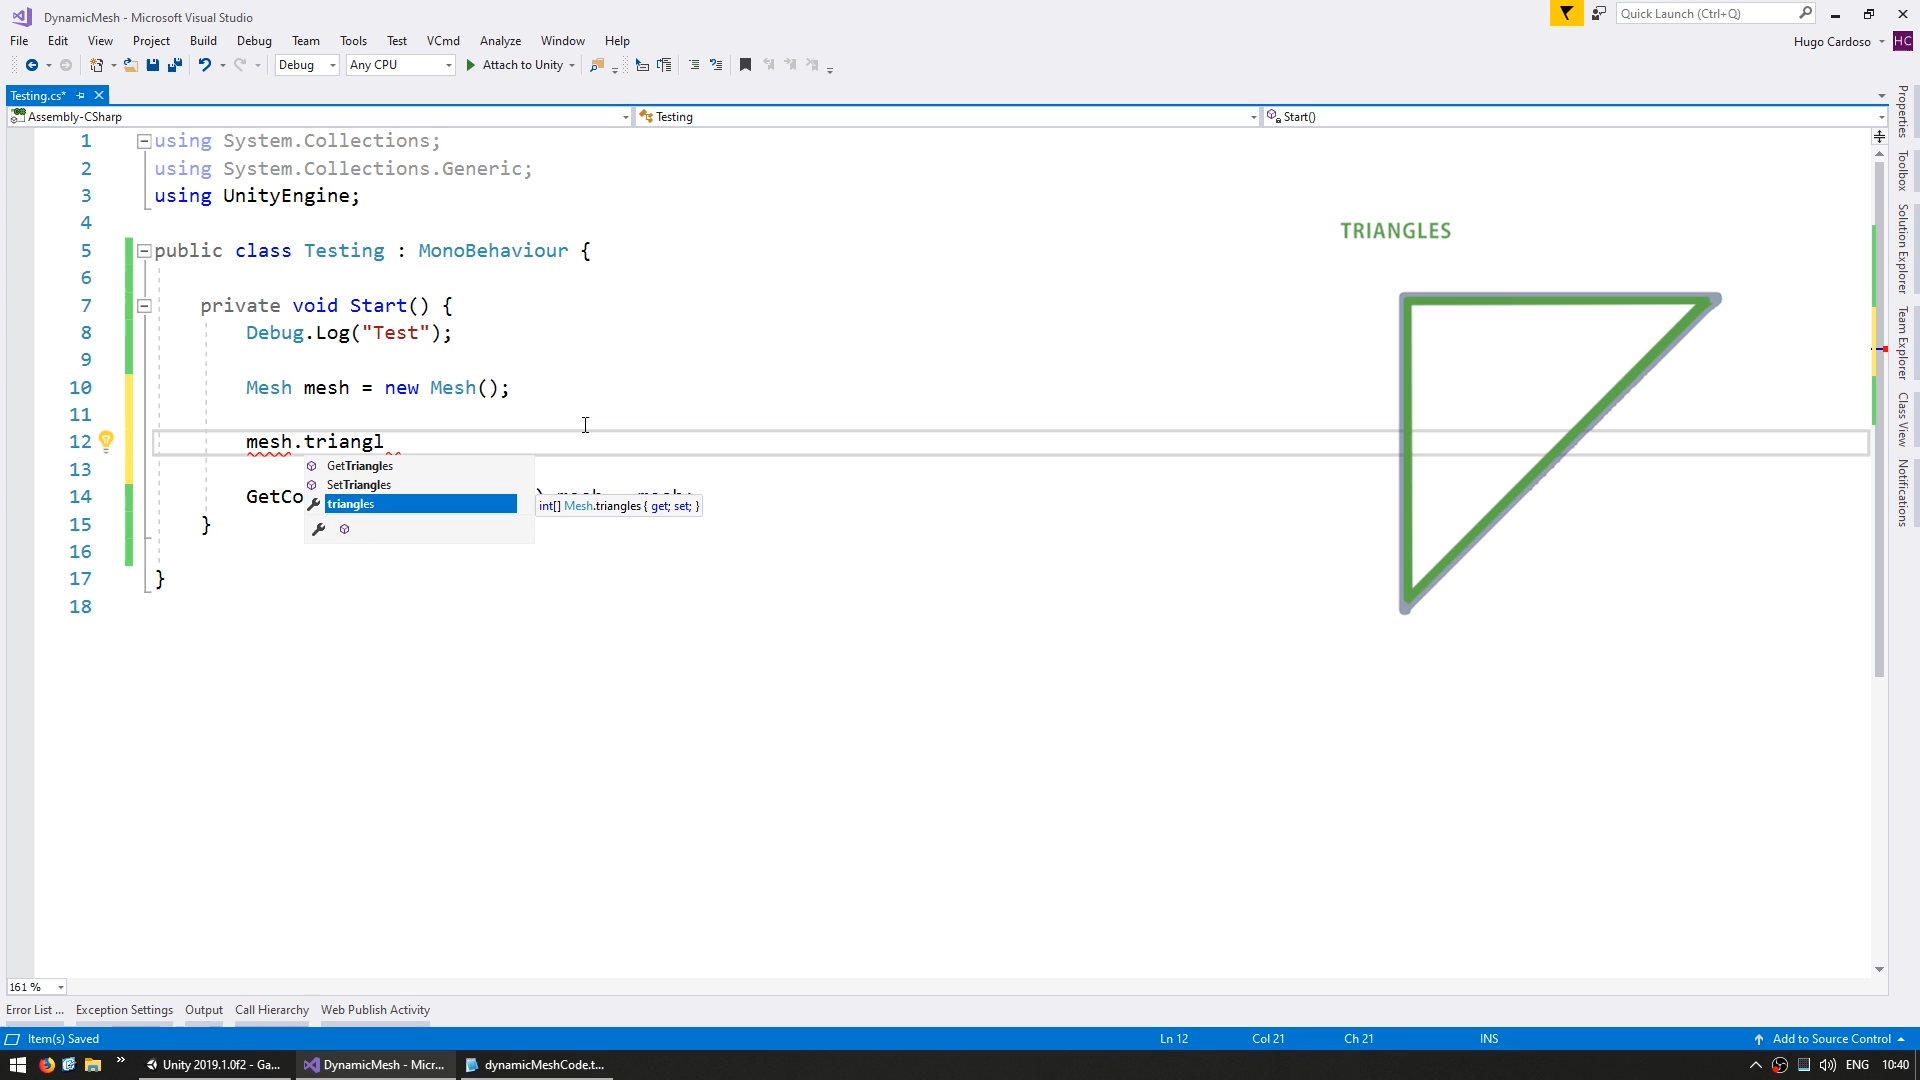 DynamicMesh - Microsoft Visual Studio
Quick Launch (Ctrl+Q)
File Edit View Project Build Debug Team Tools Test VCmd Analyze Window Help
Hugo Cardoso HC
Debug Any CPU Attach to Unity
Testing.cs*
Assembly-CSharp Testing Start()
1 using System.Collections;
2 using System.Collections.Generic;
3 using UnityEngine;
4
5 public class Testing : MonoBehaviour {
6
7 private void Start() {
8 Debug.Log("Test");
9
10 Mesh mesh = new Mesh();
11
12 mesh.triangl
13
14 GetCo
15 }
16
17 }
18
GetTriangles
SetTriangles
triangles
int[] Mesh.triangles { get; set; }
TRIANGLES
Properties
Toolbox
Solution Explorer
Team Explorer
Class View
Notifications
161 %
Error List ... Exception Settings Output Call Hierarchy Web Publish Activity
Item(s) Saved Ln 12 Col 21 Ch 21 INS Add to Source Control
» Unity 2019.1.0f2 - Ga... DynamicMesh - Micr... dynamicMeshCode.t... ENG 10:40